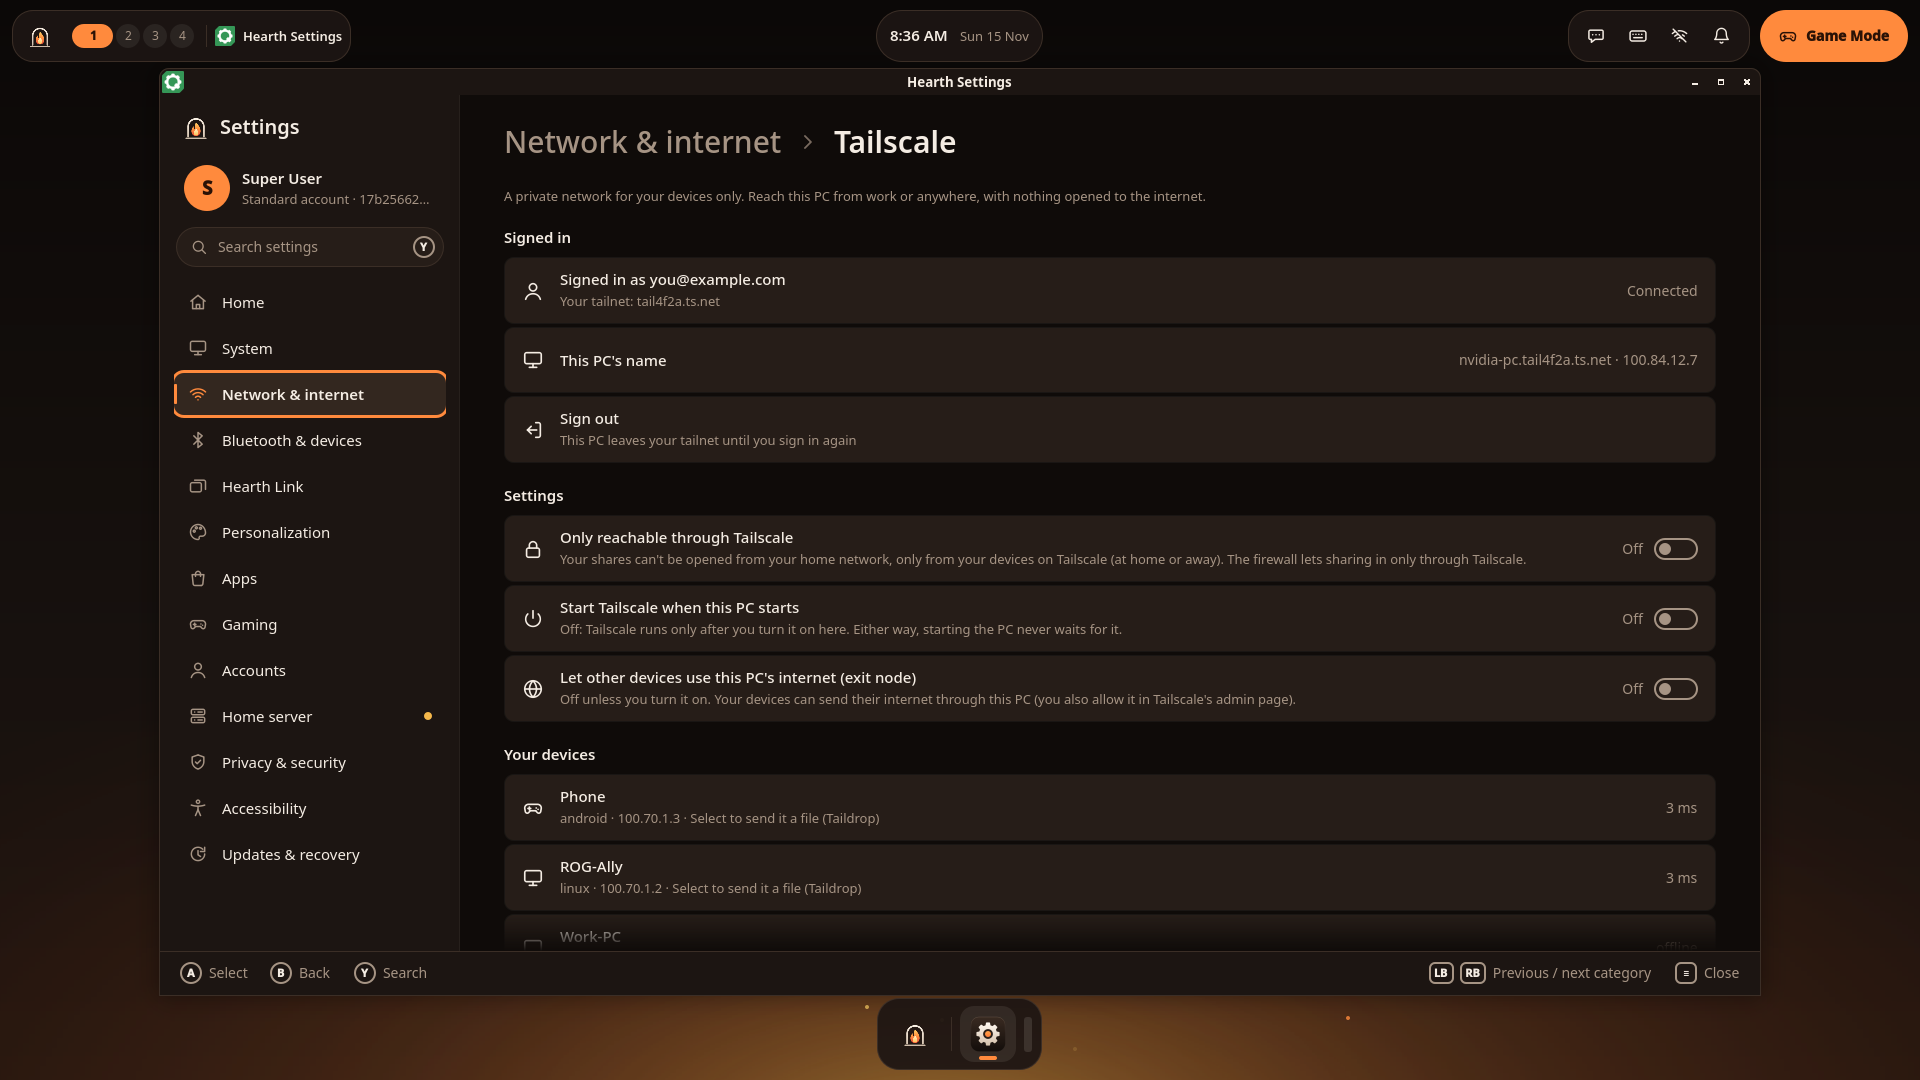 1 2 3 4 Hearth Settings
8:36 AM Sun 15 Nov
Game Mode
Hearth Settings
Settings
S
Super User
Standard account · 17b25662...
Search settings Y
Home
System
Network & internet
Bluetooth & devices
Hearth Link
Personalization
Apps
Gaming
Accounts
Home server
Privacy & security
Accessibility
Updates & recovery
Network & internet > Tailscale
A private network for your devices only. Reach this PC from work or anywhere, with nothing opened to the internet.
Signed in
Signed in as you@example.com
Your tailnet: tail4f2a.ts.net
Connected
This PC's name
nvidia-pc.tail4f2a.ts.net · 100.84.12.7
Sign out
This PC leaves your tailnet until you sign in again
Settings
Only reachable through Tailscale
Your shares can't be opened from your home network, only from your devices on Tailscale (at home or away). The firewall lets sharing in only through Tailscale.
Off
Start Tailscale when this PC starts
Off: Tailscale runs only after you turn it on here. Either way, starting the PC never waits for it.
Off
Let other devices use this PC's internet (exit node)
Off unless you turn it on. Your devices can send their internet through this PC (you also allow it in Tailscale's admin page).
Off
Your devices
Phone
android · 100.70.1.3 · Select to send it a file (Taildrop)
3 ms
ROG-Ally
linux · 100.70.1.2 · Select to send it a file (Taildrop)
3 ms
Work-PC
offline
A Select B Back Y Search
LB RB Previous / next category ≡ Close